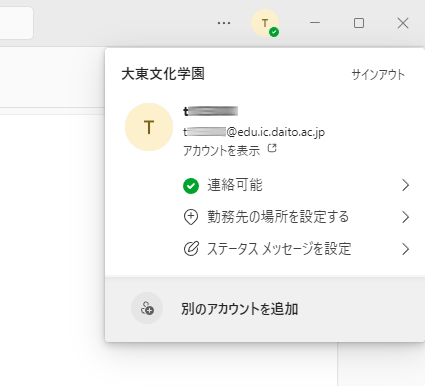 T
大東文化学園
サインアウト
T
t
t @edu.ic.daito.ac.jp
アカウントを表示
連絡可能
勤務先の場所を設定する
ステータス メッセージを設定
別のアカウントを追加